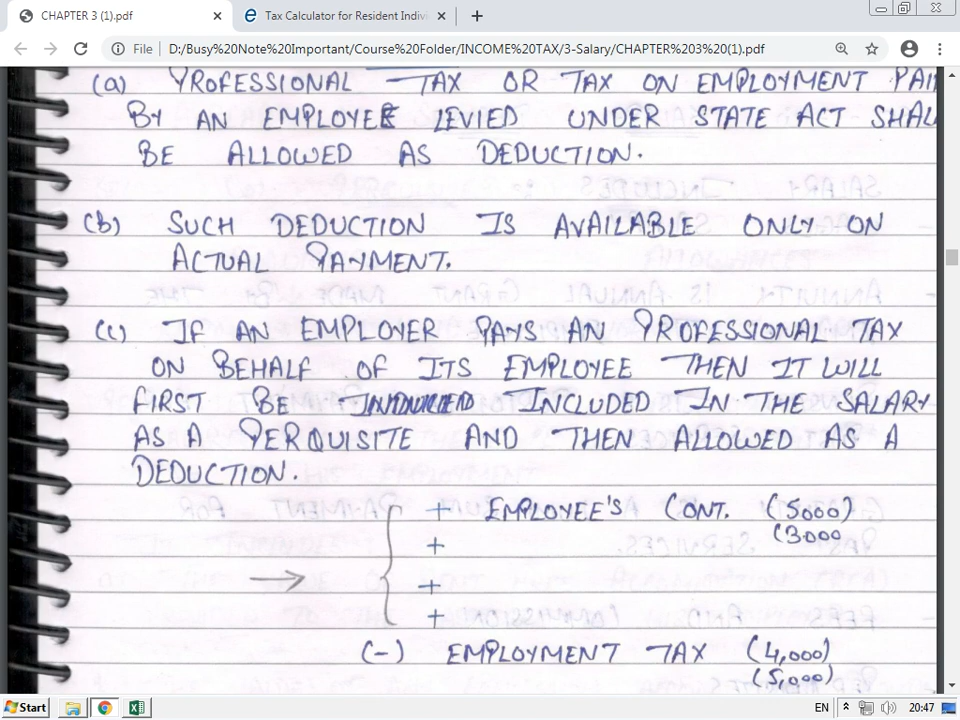 CHAPTER 3 (1).pdf
Tax Calculator for Resident Indivi
File D:/Busy%20Note%20Important/Course%20Folder/INCOME%20TAX/3-Salary/CHAPTER%203%20(1).pdf
(a) PROFESSIONAL TAX OR TAX ON EMPLOYMENT PAI
BY AN EMPLOYEE LEVIED UNDER STATE ACT SHAL
BE ALLOWED AS DEDUCTION.
(b) SUCH DEDUCTION IS AVAILABLE ONLY ON
ACTUAL PAYMENT.
(c) IF AN EMPLOYER PAYS AN PROFESSIONAL TAX
ON BEHALF OF ITS EMPLOYEE THEN IT WILL
FIRST BE INCLUDED IN THE SALARY
AS A PERQUISITE AND THEN ALLOWED AS A
DEDUCTION.
+ EMPLOYEE'S CONT. (5000)
+ (3000
+
+
(-) EMPLOYMENT TAX (4,000)
(5,000)
Start EN 20:47